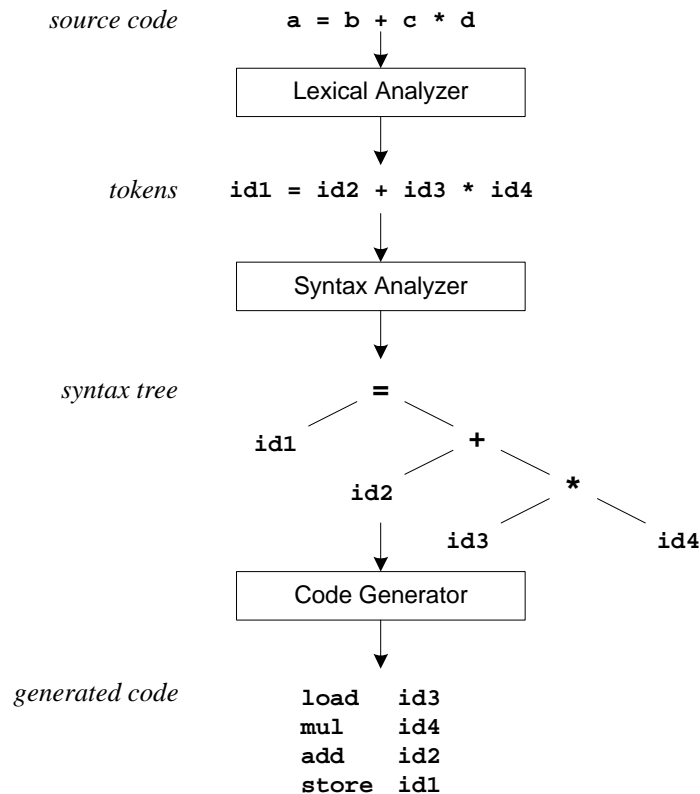 source code a = b + c * d
Lexical Analyzer
tokens id1 = id2 + id3 * id4
Syntax Analyzer
syntax tree =
id1 +
id2 *
id3 id4
Code Generator
generated code load id3
mul id4
add id2
store id1